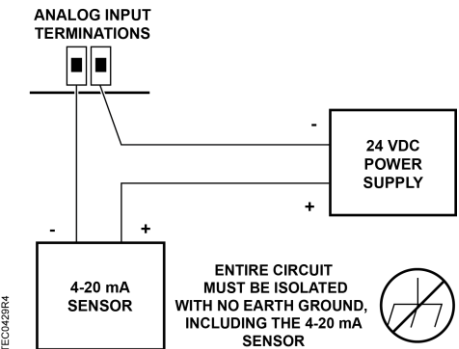 ANALOG INPUT
TERMINATIONS
-
24 VDC
POWER
SUPPLY
+
-
+
4-20 mA
SENSOR
ENTIRE CIRCUIT
MUST BE ISOLATED
WITH NO EARTH GROUND,
INCLUDING THE 4-20 mA
SENSOR
TEC0429R4